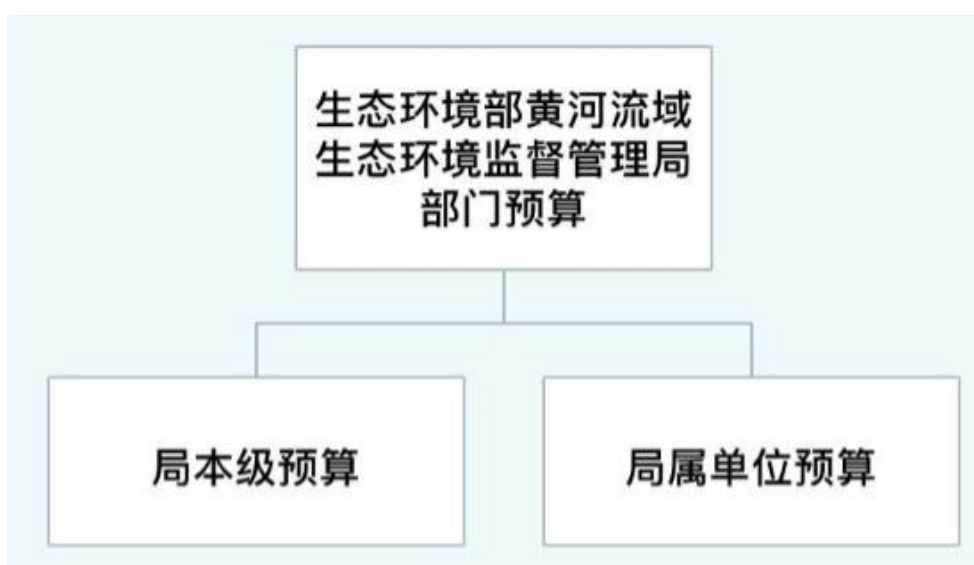 生态环境部黄河流域
生态环境监督管理局
部门预算
局本级预算
局属单位预算